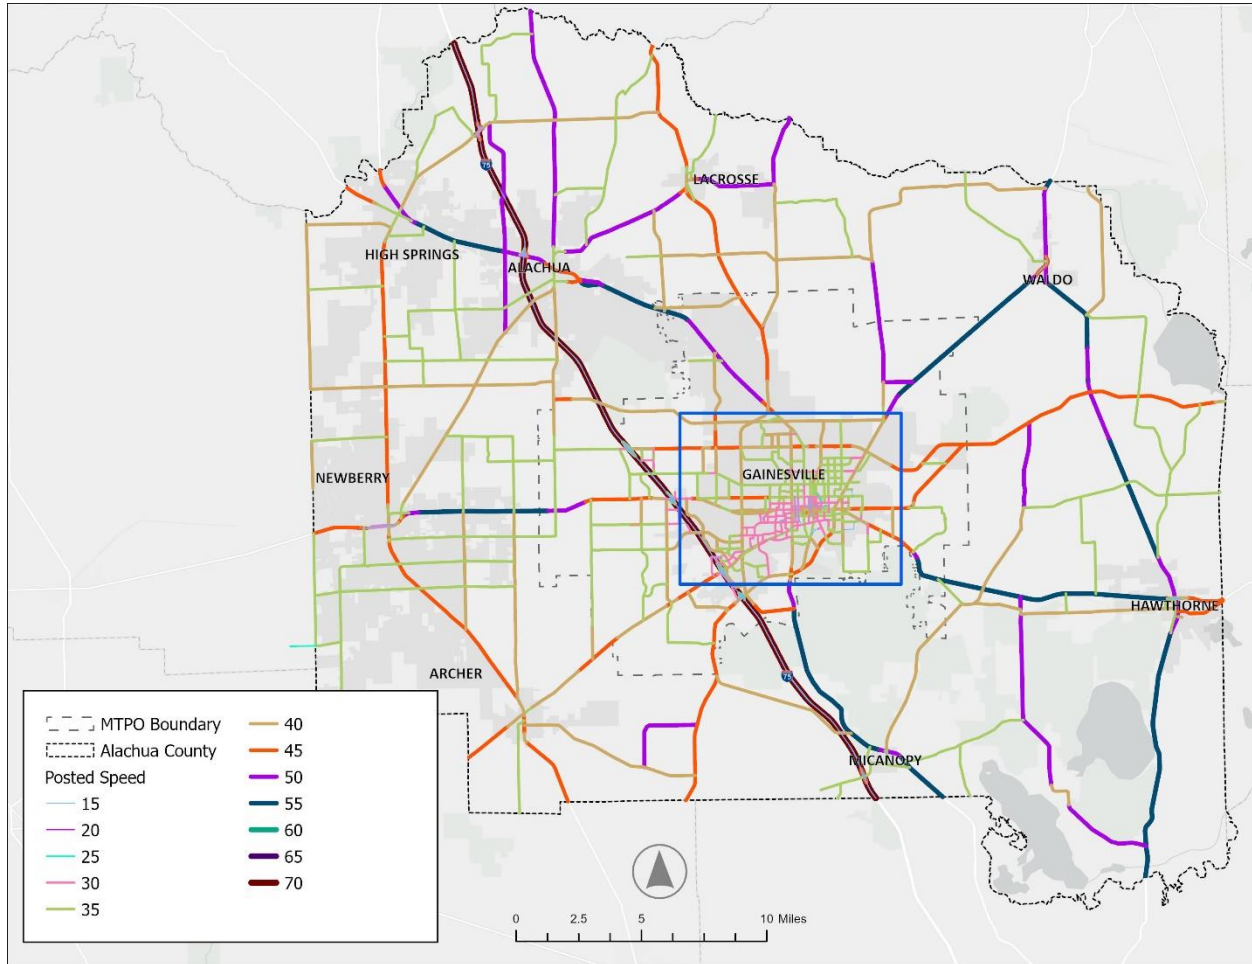 75
LACROSSE
HIGH SPRINGS
ALACHUA
WALDO
GAINESVILLE
NEWBERRY
HAWTHORNE
ARCHER
75
MICANOPY
MTPO Boundary
Alachua County
Posted Speed
15
20
25
30
35
40
45
50
55
60
65
70
0 2.5 5 10 Miles